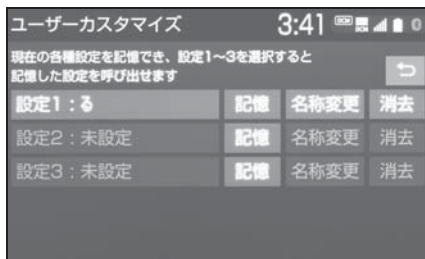 ユーザーカスタマイズ 3:41
現在の各種設定を記憶でき、設定1~3を選択すると
記憶した設定を呼び出せます
設定1:る 記憶 名称変更 消去
設定2:未設定 記憶 名称変更 消去
設定3:未設定 記憶 名称変更 消去